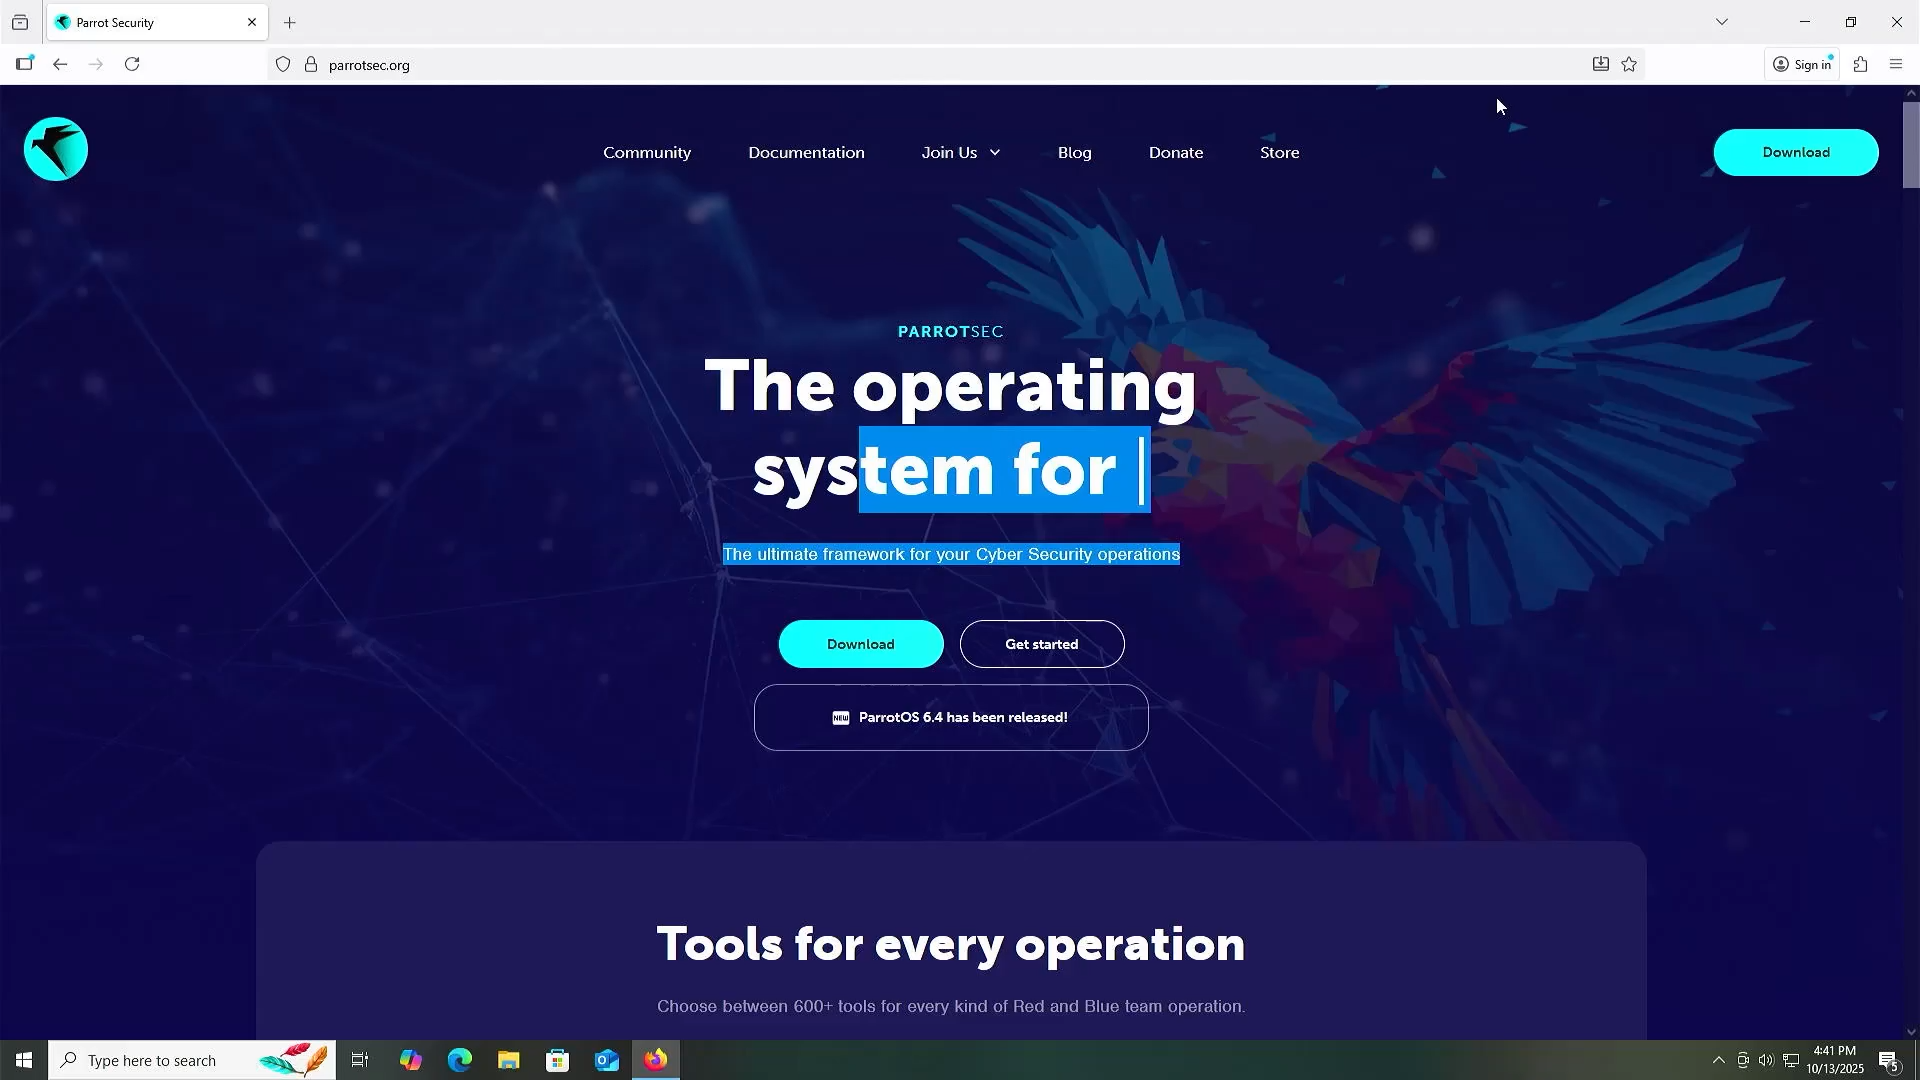 Parrot Security
parrotsec.org
Sign in
Community
Documentation
Join Us
Blog
Donate
Store
Download
PARROTSEC
The operating
system for |
The ultimate framework for your Cyber Security operations
Download
Get started
NEW ParrotOS 6.4 has been released!
Tools for every operation
Choose between 600+ tools for every kind of Red and Blue team operation.
Type here to search
4:41 PM
10/13/2025
5